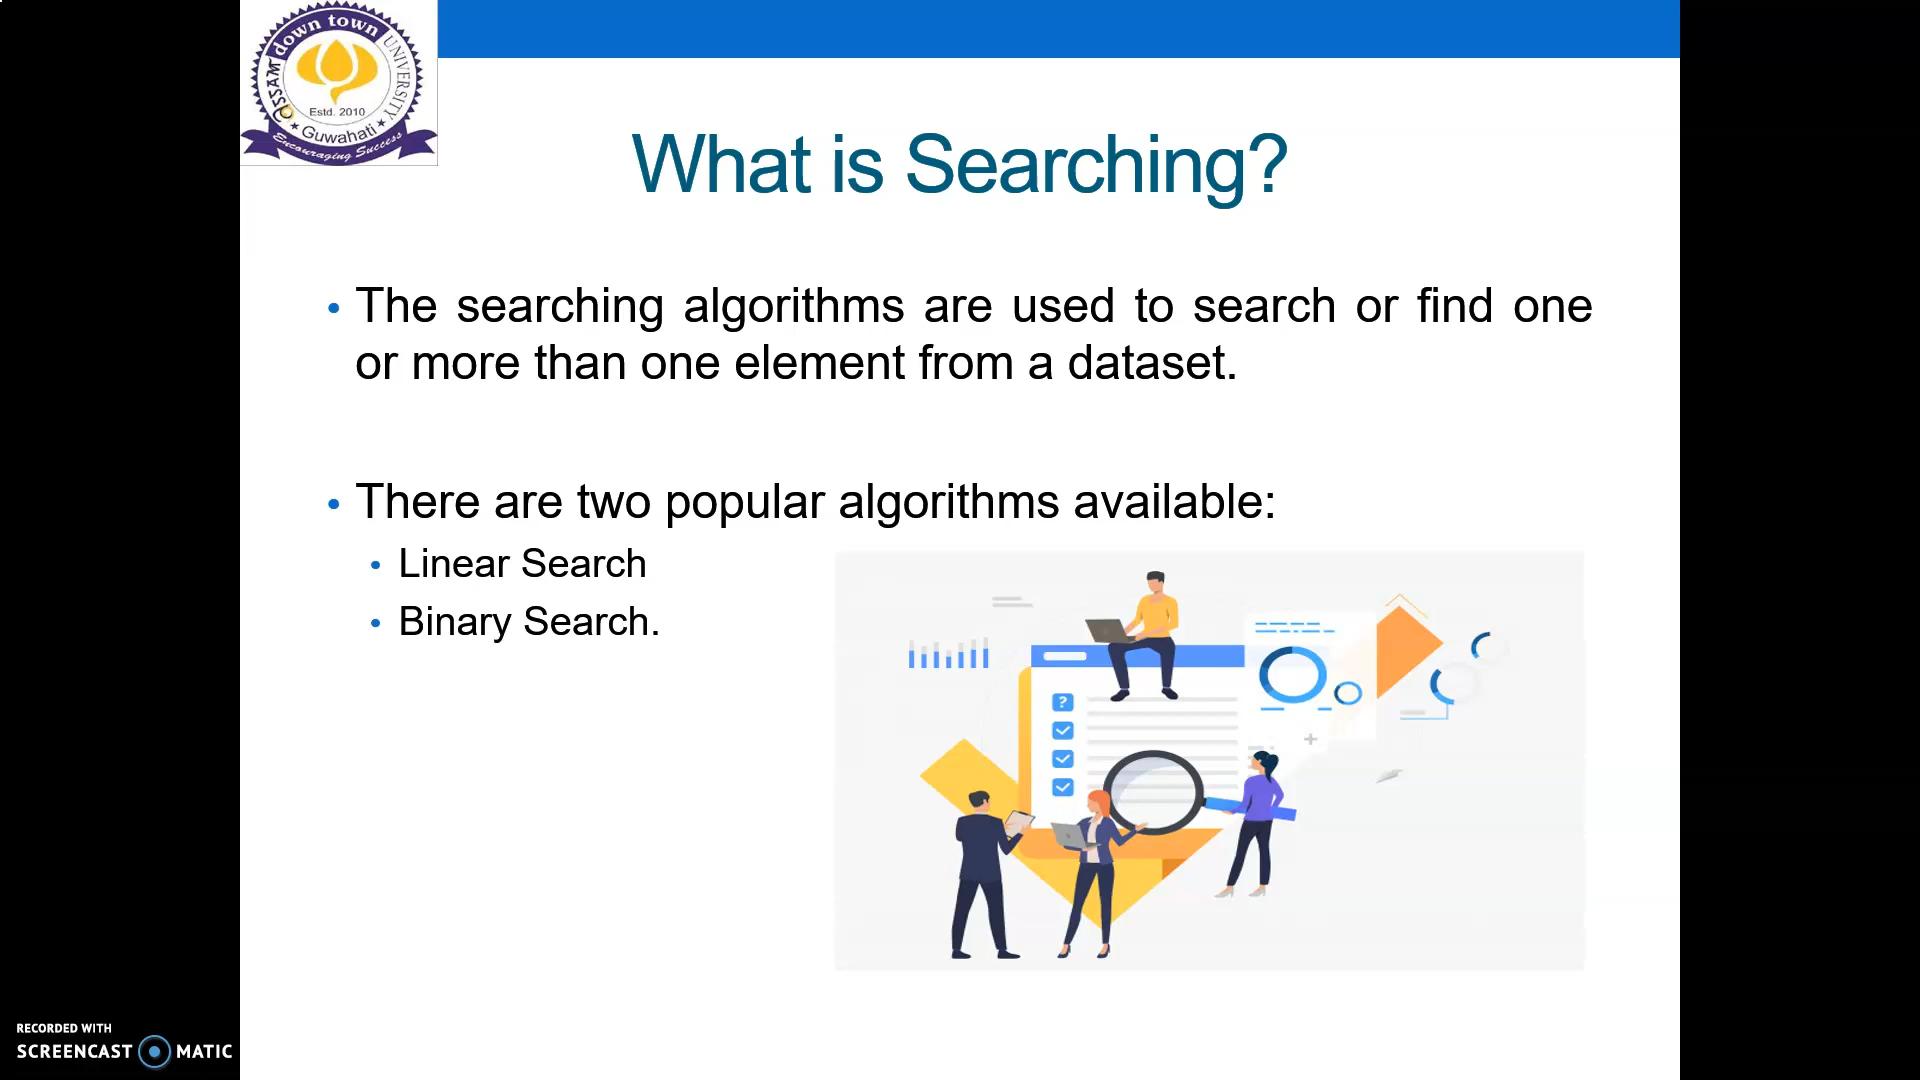 assam down town UNIVERSITY
Estd. 2010
Guwahati
Encouraging Success
What is Searching?
• The searching algorithms are used to search or find one
or more than one element from a dataset.
• There are two popular algorithms available:
• Linear Search
• Binary Search.
?
RECORDED WITH
SCREENCAST MATIC